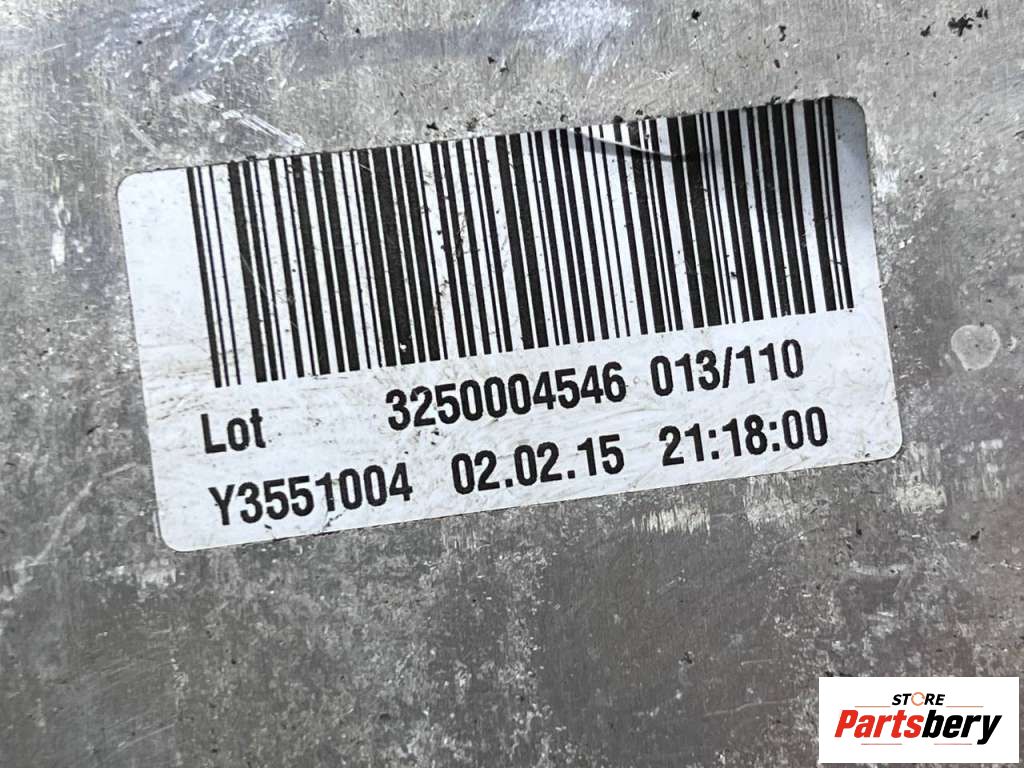 Lot 3250004546 013/110
Y3551004 02.02.15 21:18:00
STORE
Partsbery